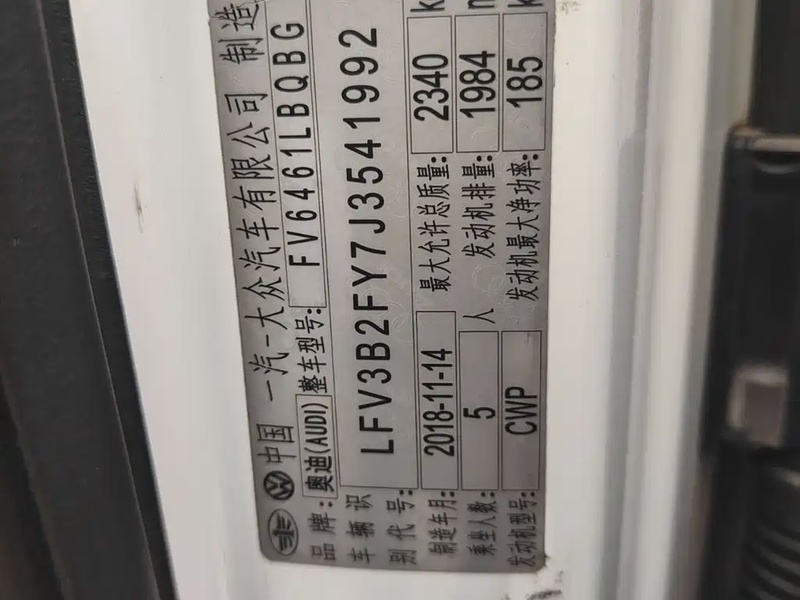 中国 一汽-大众汽车有限公司 制造
品牌: 奥迪(AUDI) 整车型号: FV6461LBQBG
车辆识别代号: LFV3B2FY7J3541992
制造年月: 2018-11-14 最大允许总质量: 2340 k
乘坐人数: 5 人 发动机排量: 1984
发动机型号: CWP 发动机最大净功率: 185 k